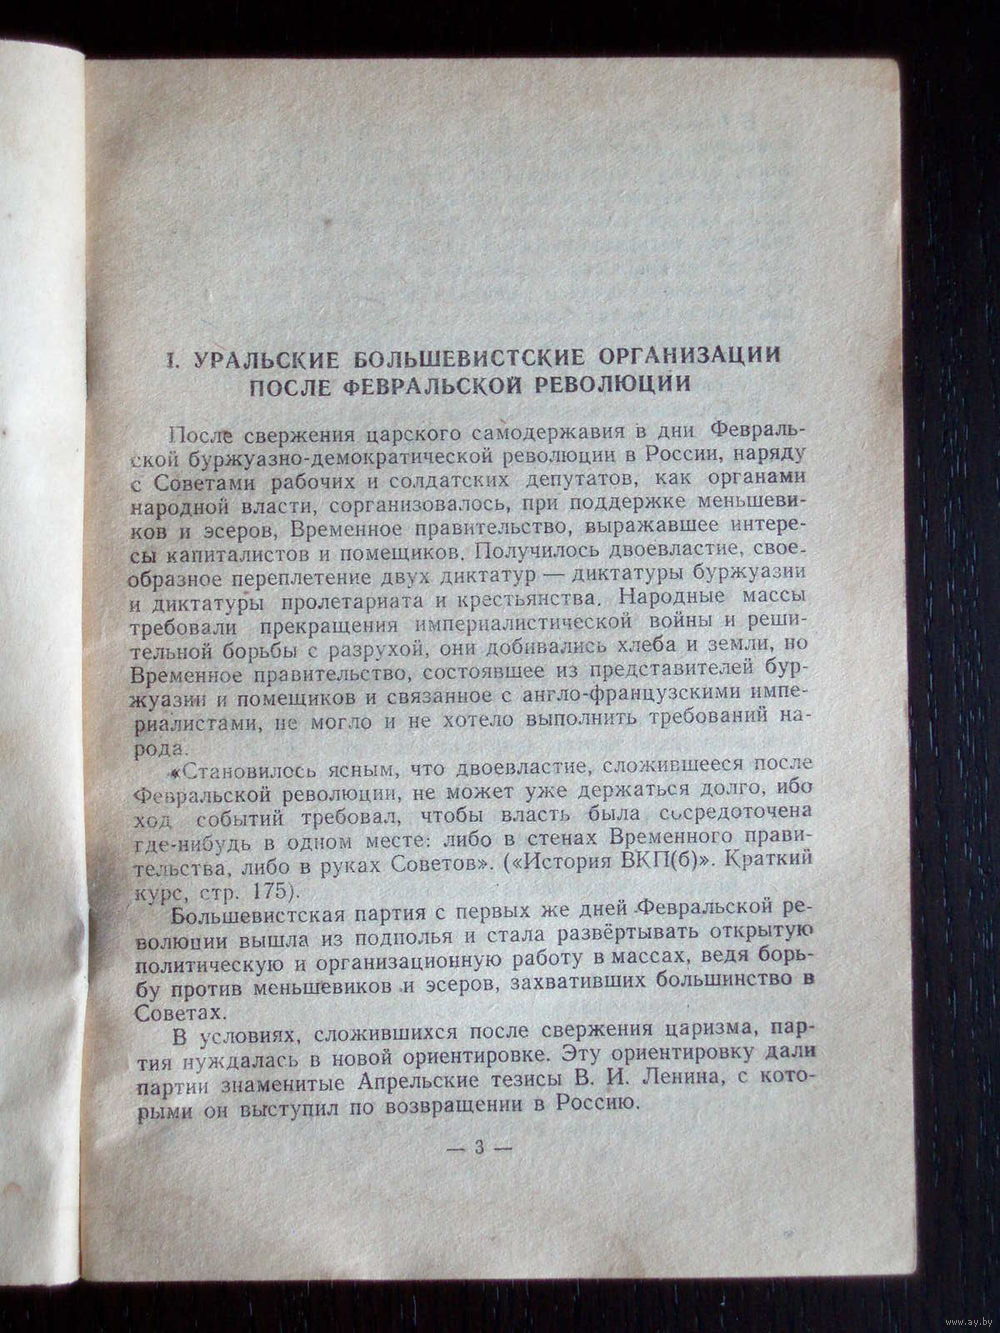 I. УРАЛЬСКИЕ БОЛЬШЕВИСТСКИЕ ОРГАНИЗАЦИИ
ПОСЛЕ ФЕВРАЛЬСКОЙ РЕВОЛЮЦИИ
После свержения царского самодержавия в дни Февраль-
ской буржуазно-демократической революции в России, наряду
с Советами рабочих и солдатских депутатов, как органами
народной власти, сорганизовалось, при поддержке меньшеви-
ков и эсеров, Временное правительство, выражавшее интере-
сы капиталистов и помещиков. Получилось двоевластие, свое-
образное переплетение двух диктатур — диктатуры буржуазии
и диктатуры пролетариата и крестьянства. Народные массы
требовали прекращения империалистической войны и реши-
тельной борьбы с разрухой, они добивались хлеба и земли, но
Временное правительство, состоявшее из представителей бур-
жуазии и помещиков и связанное с англо-французскими импе-
риалистами, не могло и не хотело выполнить требований на-
рода.
«Становилось ясным, что двоевластие, сложившееся после
Февральской революции, не может уже держаться долго, ибо
ход событий требовал, чтобы власть была сосредоточена
где-нибудь в одном месте: либо в стенах Временного прави-
тельства, либо в руках Советов». («История ВКП(б)». Краткий
курс, стр. 175).
Большевистская партия с первых же дней Февральской ре-
волюции вышла из подполья и стала развёртывать открытую
политическую и организационную работу в массах, ведя борь-
бу против меньшевиков и эсеров, захвативших большинство в
Советах.
В условиях, сложившихся после свержения царизма, пар-
тия нуждалась в новой ориентировке. Эту ориентировку дали
партии знаменитые Апрельские тезисы В. И. Ленина, с кото-
рыми он выступил по возвращении в Россию.
— 3 —
www.ay.by